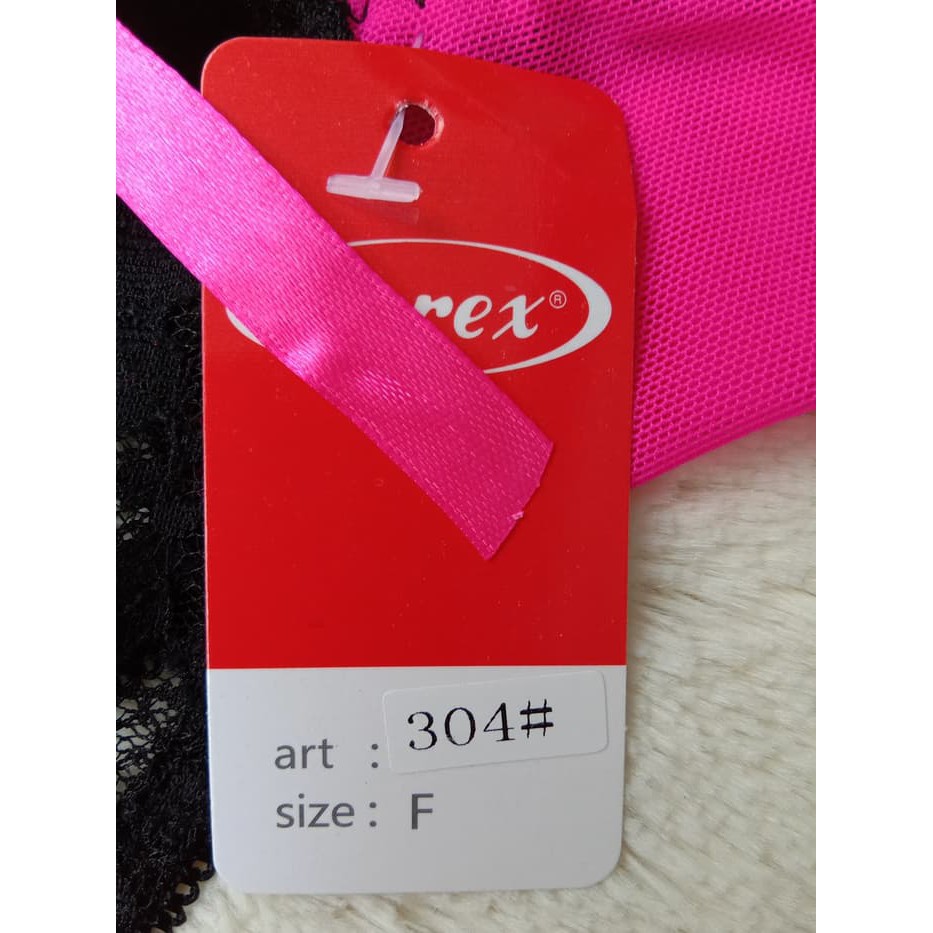 rex®
art : 304#
size : F